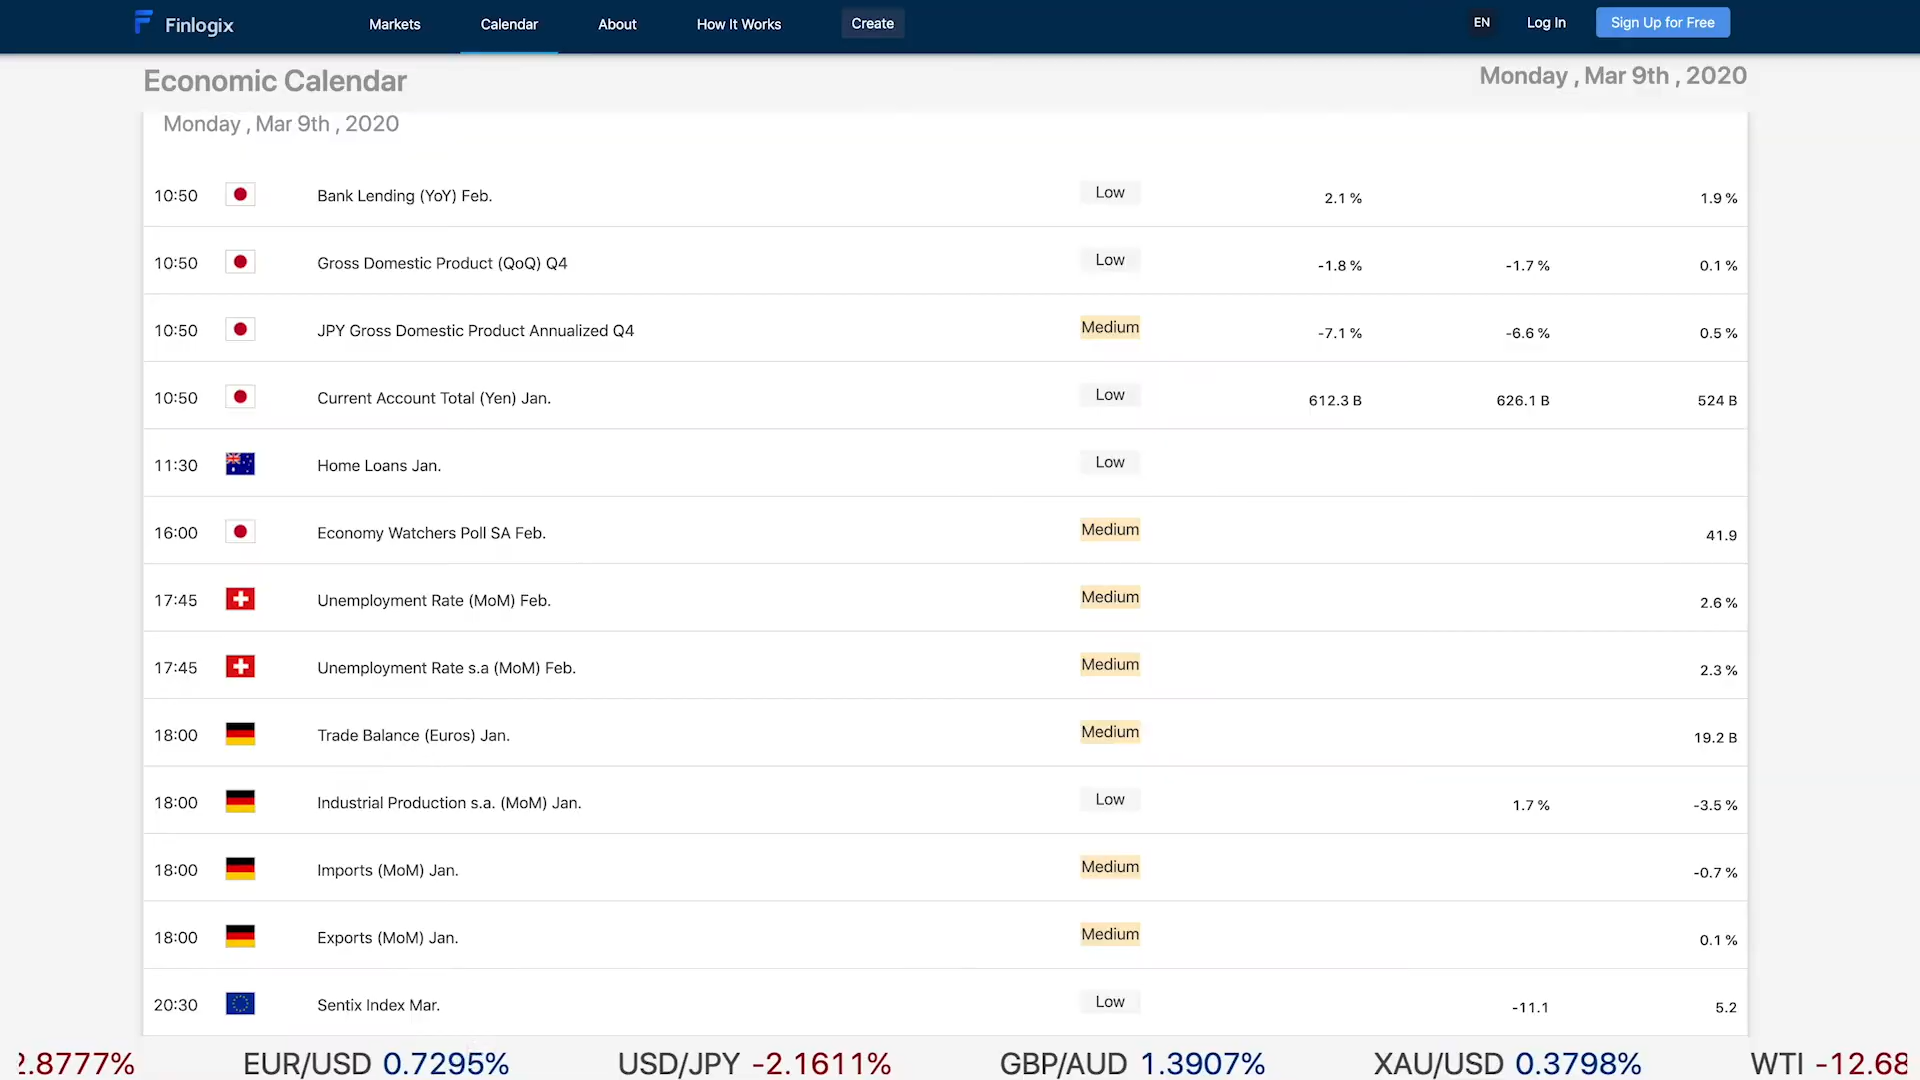 Finlogix Markets Calendar About How It Works Create EN Log In Sign Up for Free
Economic Calendar Monday , Mar 9th , 2020
Monday , Mar 9th , 2020
10:50 Bank Lending (YoY) Feb. Low 2.1 % 1.9 %
10:50 Gross Domestic Product (QoQ) Q4 Low -1.8 % -1.7 % 0.1 %
10:50 JPY Gross Domestic Product Annualized Q4 Medium -7.1 % -6.6 % 0.5 %
10:50 Current Account Total (Yen) Jan. Low 612.3 B 626.1 B 524 B
11:30 Home Loans Jan. Low
16:00 Economy Watchers Poll SA Feb. Medium 41.9
17:45 Unemployment Rate (MoM) Feb. Medium 2.6 %
17:45 Unemployment Rate s.a (MoM) Feb. Medium 2.3 %
18:00 Trade Balance (Euros) Jan. Medium 19.2 B
18:00 Industrial Production s.a. (MoM) Jan. Low 1.7 % -3.5 %
18:00 Imports (MoM) Jan. Medium -0.7 %
18:00 Exports (MoM) Jan. Medium 0.1 %
20:30 Sentix Index Mar. Low -11.1 5.2
2.8777% EUR/USD 0.7295% USD/JPY -2.1611% GBP/AUD 1.3907% XAU/USD 0.3798% WTI -12.68